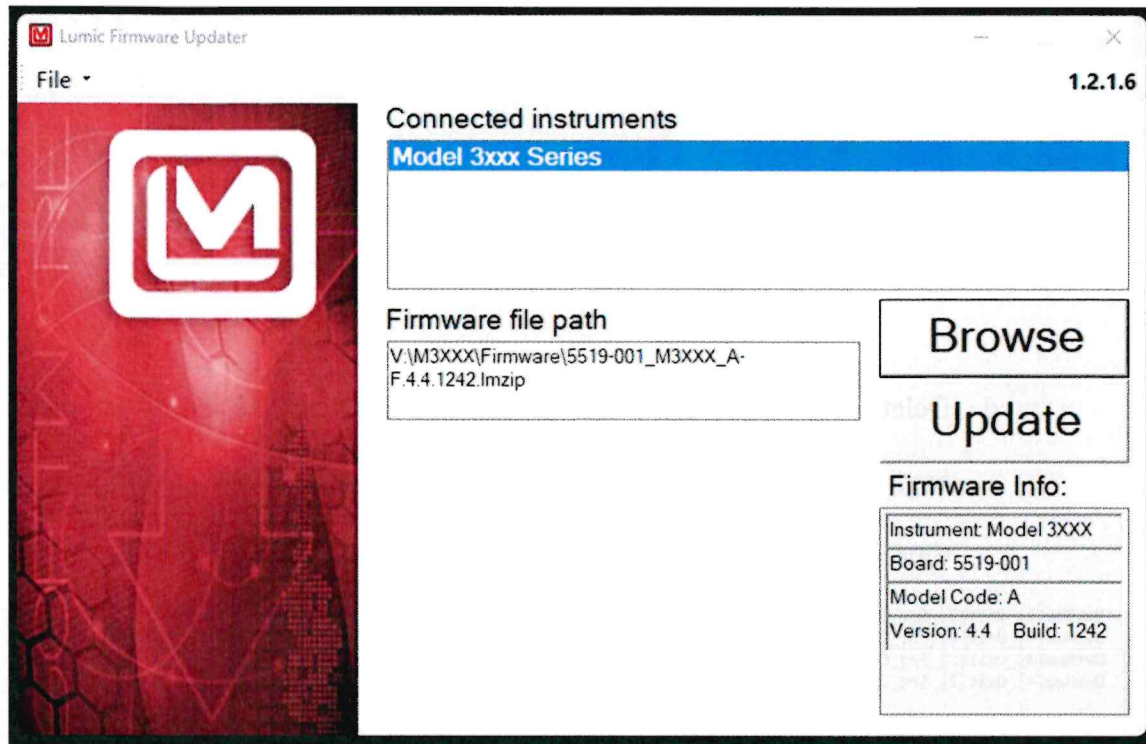 Lumic Firmware Updater
File
1.2.1.6
Connected instruments
Model 3xxx Series
Firmware file path
V:\M3XXX\Firmware\5519-001_M3XXX_A-
F.4.4.1242.lmzip
Browse
Update
Firmware Info:
Instrument: Model 3XXX
Board: 5519-001
Model Code: A
Version: 4.4 Build: 1242